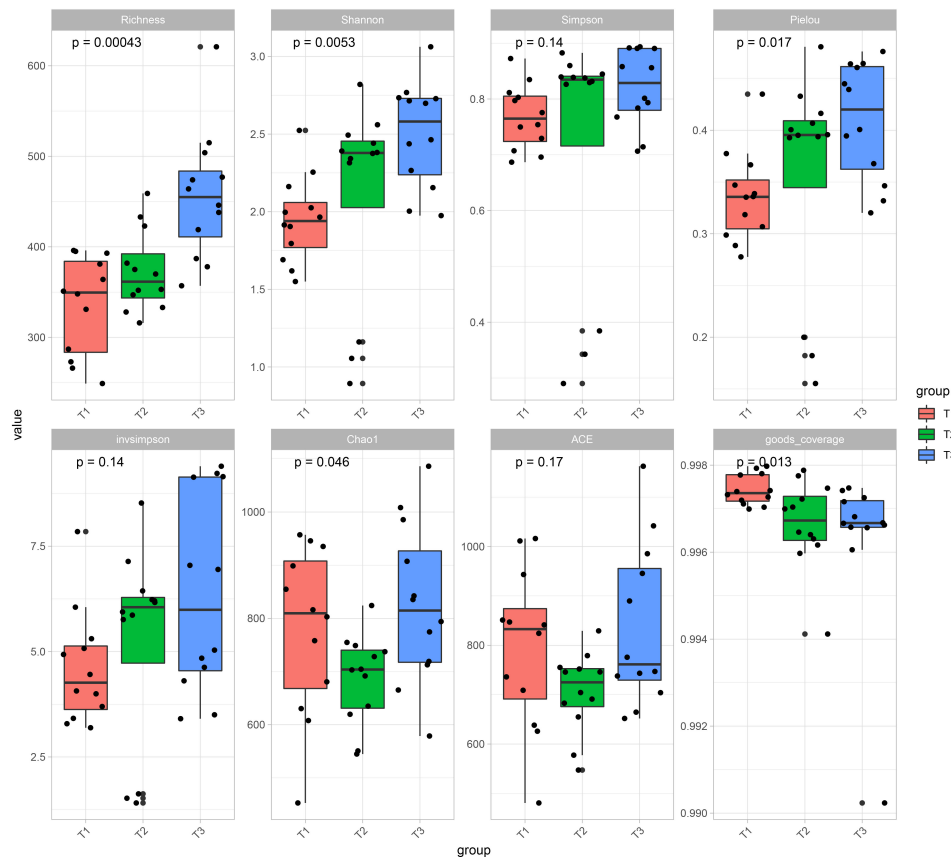 Richness
Shannon
Simpson
Pielou
p = 0.00043
p = 0.0053
p = 0.14
p = 0.017
600
500
400
300
3.0
2.5
2.0
1.5
1.0
0.8
0.6
0.4
0.4
0.3
0.2
T1
T2
T3
T1
T2
T3
T1
T2
T3
T1
T2
T3
value
invsimpson
Chao1
ACE
goods_coverage
p = 0.14
p = 0.046
p = 0.17
p = 0.013
7.5
5.0
2.5
1000
800
600
1000
800
600
0.998
0.996
0.994
0.992
0.990
T1
T2
T3
T1
T2
T3
T1
T2
T3
T1
T2
T3
group
group